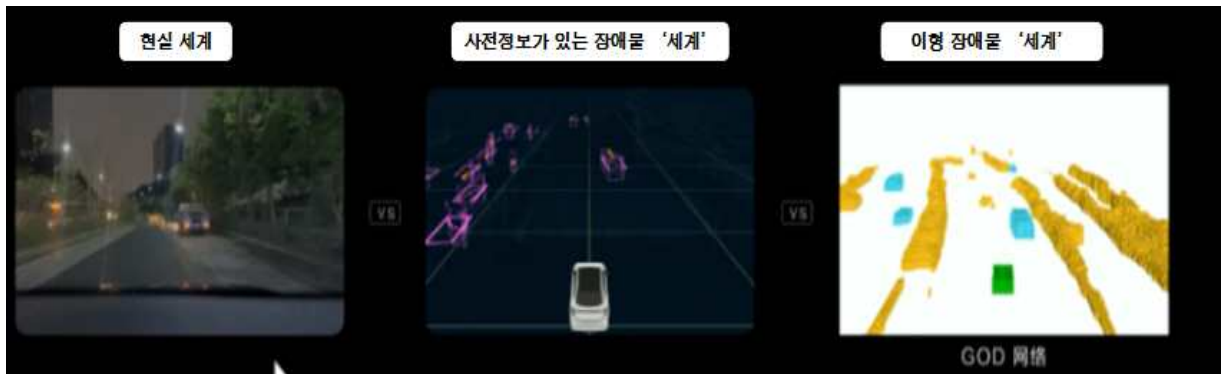 현실 세계
사전정보가 있는 장애물 ‘세계’
이형 장애물 ‘세계’
VS
VS
GOD 网络